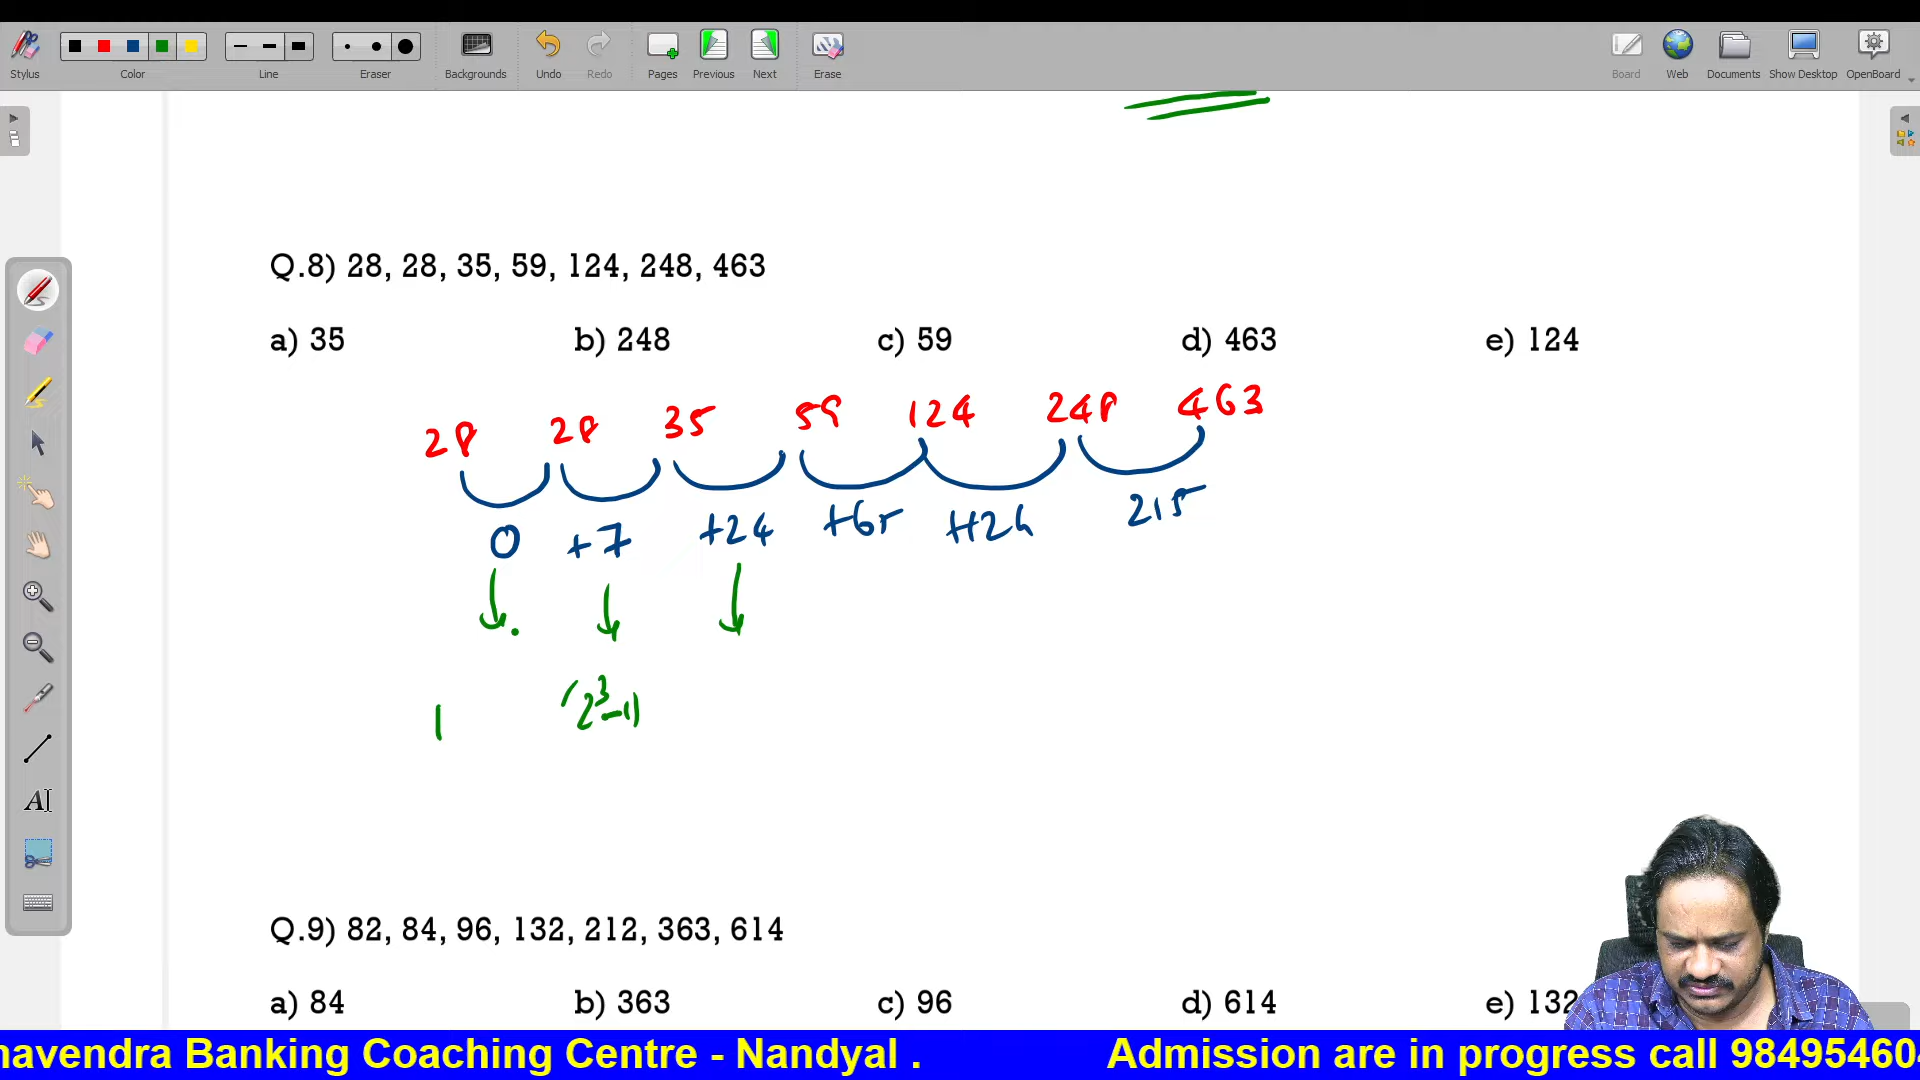 Stylus
Color
Line
Eraser
Backgrounds
Undo
Redo
Pages
Previous
Next
Erase
Board
Web
Documents
Show Desktop
OpenBoard
Q.8) 28, 28, 35, 59, 124, 248, 463
a) 35 b) 248 c) 59 d) 463 e) 124
28 28 35 59 124 248 463
0 +7 +24 +65 +124 215
1 (2³-1)
Q.9) 82, 84, 96, 132, 212, 363, 614
a) 84 b) 363 c) 96 d) 614 e) 132
avendra Banking Coaching Centre - Nandyal . Admission are in progress call 98495460